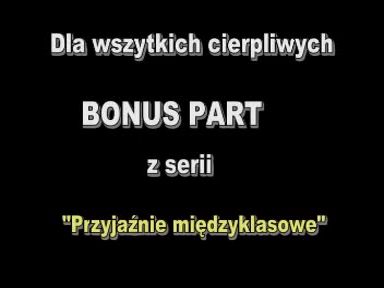 Dla wszytkich cierpliwych
BONUS PART
z serii
"Przyjaźnie międzyklasowe"